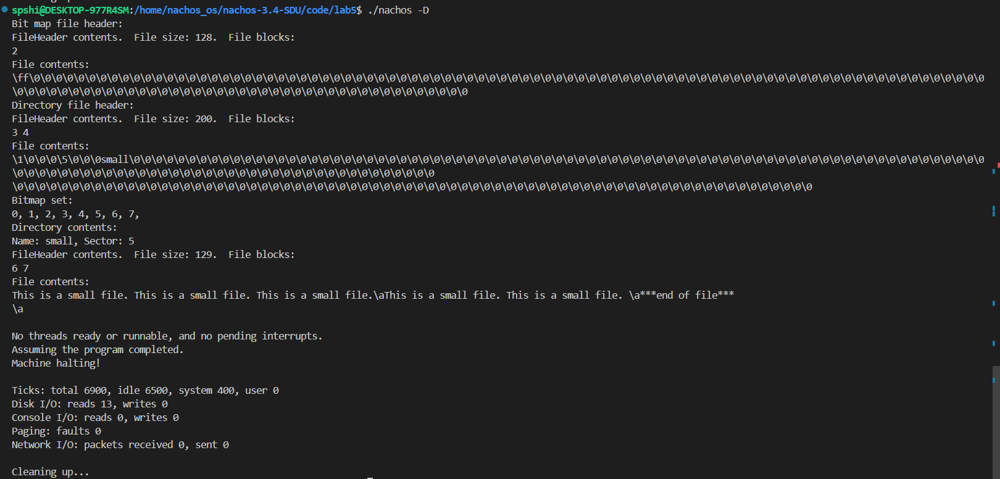 spshi@DESKTOP-977R4SM:/home/nachos_os/nachos-3.4-SDU/code/lab5$ ./nachos -D
Bit map file header:
FileHeader contents.  File size: 128.  File blocks:
2
File contents:
\ff\0\0\0\0\0\0\0\0\0\0\0\0\0\0\0\0\0\0\0\0\0\0\0\0\0\0\0\0\0\0\0\0\0\0\0\0\0\0\0\0\0\0\0\0\0\0\0\0\0\0\0\0\0\0\0\0\0\0\0\0\0\0\0\0\0\0\0\0\0\0\0\0\0\0\0\0\0\0\0\0\0\0\0\0\0\0
\0\0\0\0\0\0\0\0\0\0\0\0\0\0\0\0\0\0\0\0\0\0\0\0\0\0\0\0\0\0\0\0\0\0\0\0\0\0\0\0\0
Directory file header:
FileHeader contents.  File size: 200.  File blocks:
3 4
File contents:
\1\0\0\0\5\0\0\0small\0\0\0\0\0\0\0\0\0\0\0\0\0\0\0\0\0\0\0\0\0\0\0\0\0\0\0\0\0\0\0\0\0\0\0\0\0\0\0\0\0\0\0\0\0\0\0\0\0\0\0\0\0\0\0\0\0\0\0\0\0\0\0\0\0\0\0\0\0\0\0\0\0\0\0\0\0
\0\0\0\0\0\0\0\0\0\0\0\0\0\0\0\0\0\0\0\0\0\0\0\0\0\0\0\0\0\0\0\0\0\0\0\0\0\0
\0\0\0\0\0\0\0\0\0\0\0\0\0\0\0\0\0\0\0\0\0\0\0\0\0\0\0\0\0\0\0\0\0\0\0\0\0\0\0\0\0\0\0\0\0\0\0\0\0\0\0\0\0\0\0\0\0\0\0\0\0\0\0\0\0\0\0\0\0\0\0\0
Bitmap set:
0, 1, 2, 3, 4, 5, 6, 7,
Directory contents:
Name: small, Sector: 5
FileHeader contents.  File size: 129.  File blocks:
6 7
File contents:
This is a small file. This is a small file. This is a small file.\aThis is a small file. This is a small file. \a***end of file***
\a
No threads ready or runnable, and no pending interrupts.
Assuming the program completed.
Machine halting!
Ticks: total 6900, idle 6500, system 400, user 0
Disk I/O: reads 13, writes 0
Console I/O: reads 0, writes 0
Paging: faults 0
Network I/O: packets received 0, sent 0
Cleaning up...